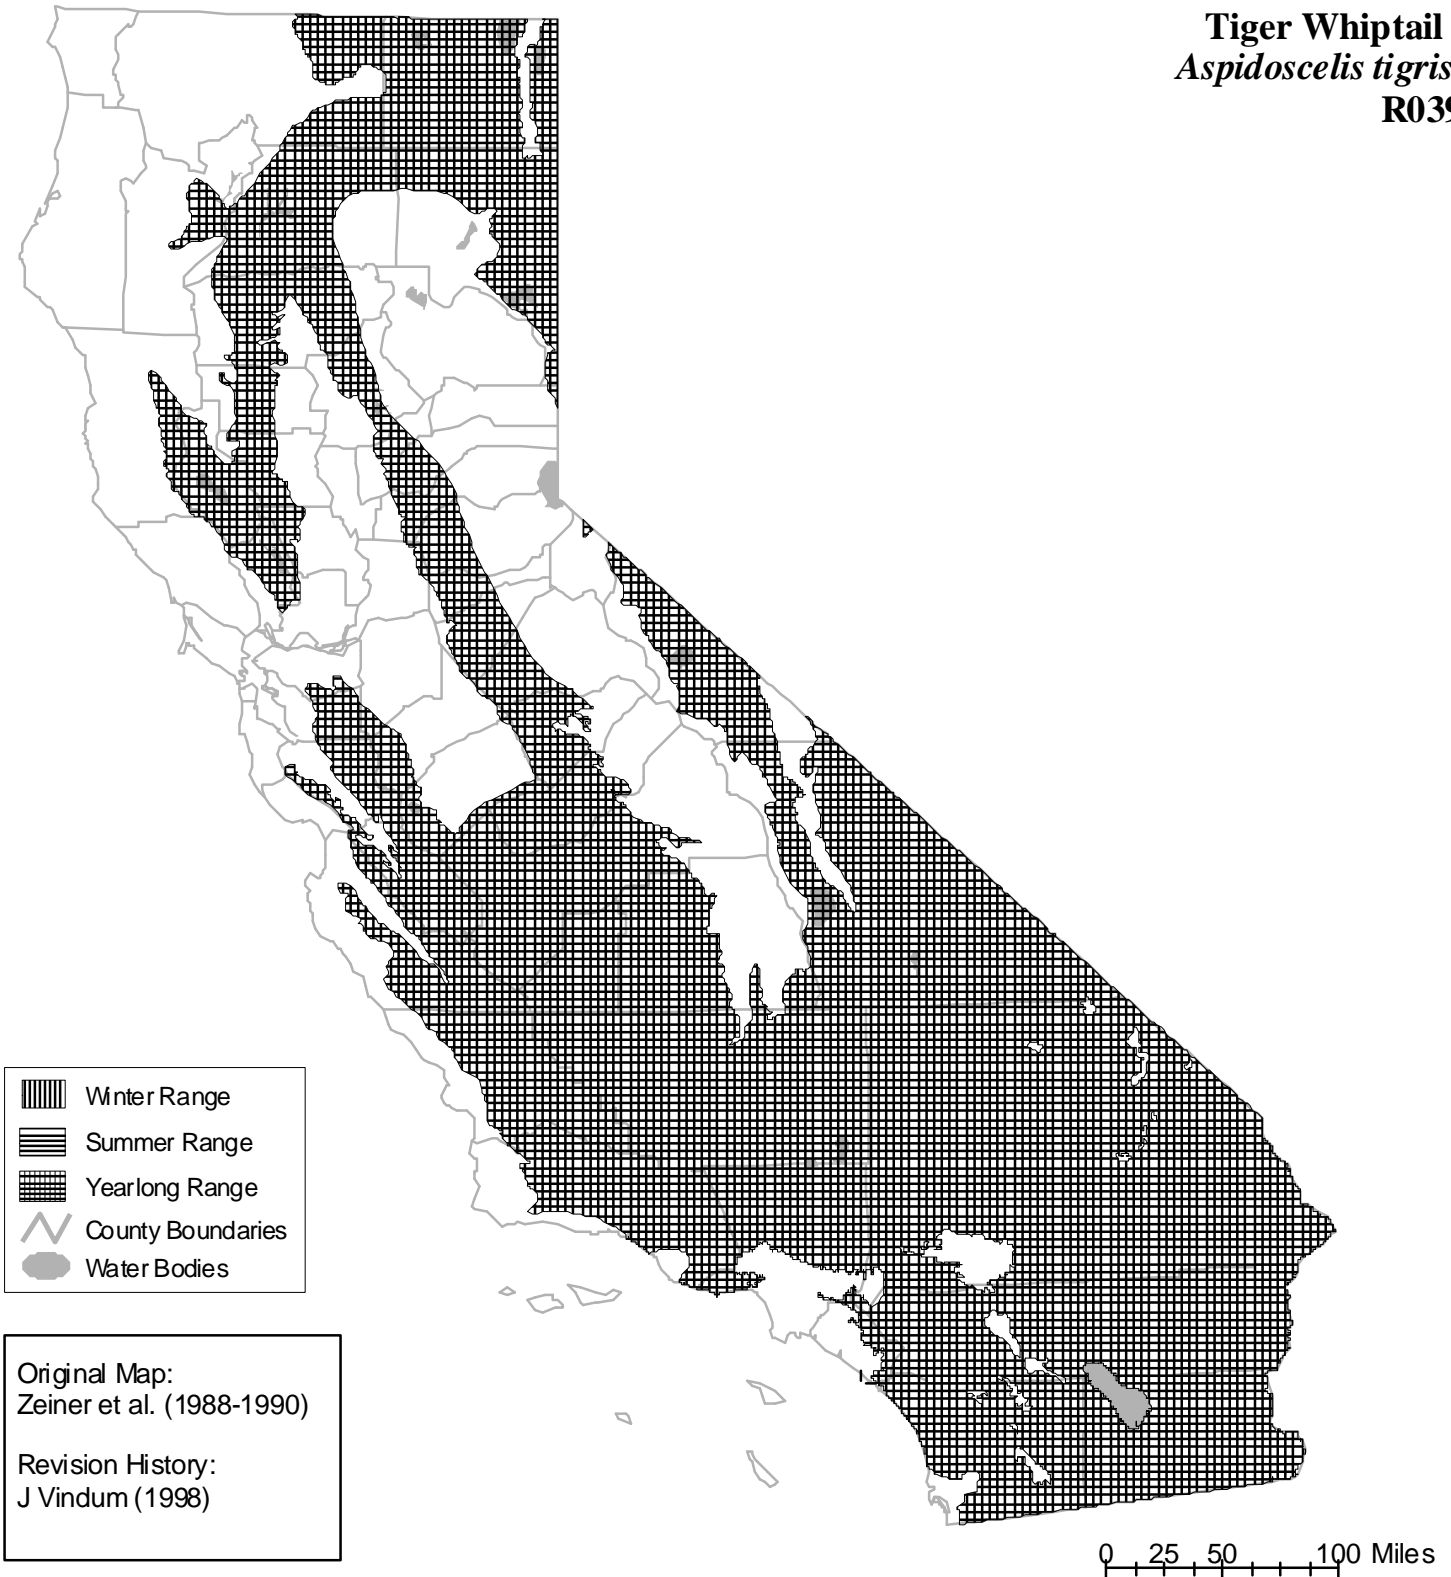 Tiger Whiptail
Aspidoscelis tigris
R039
Winter Range
Summer Range
Yearlong Range
County Boundaries
Water Bodies
Original Map:
Zeiner et al. (1988-1990)
Revision History:
J Vindum (1998)
0 25 50 100 Miles